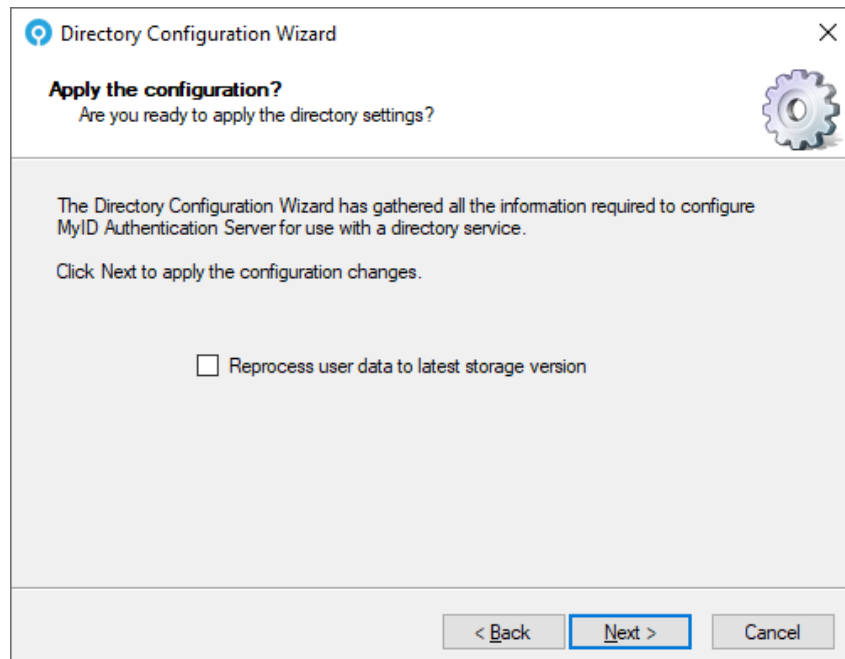 Directory Configuration Wizard
Apply the configuration?
Are you ready to apply the directory settings?
The Directory Configuration Wizard has gathered all the information required to configure
MyID Authentication Server for use with a directory service.
Click Next to apply the configuration changes.
Reprocess user data to latest storage version
< Back
Next >
Cancel